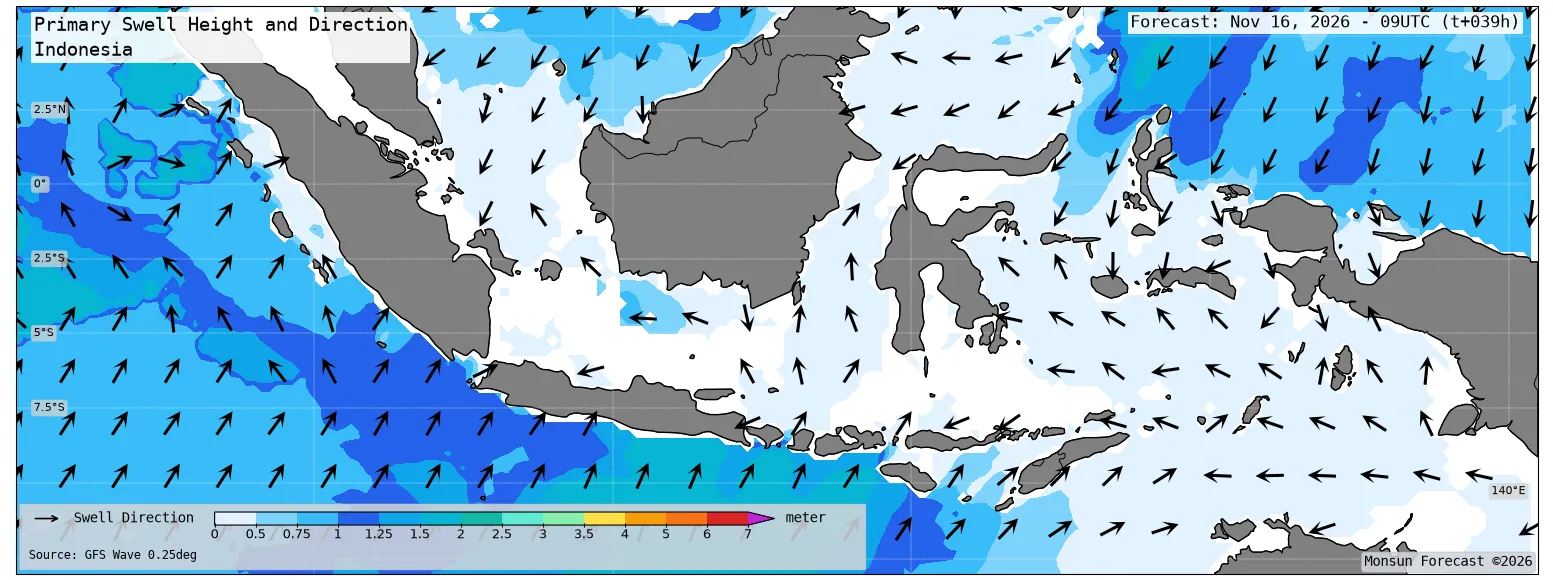 Primary Swell Height and Direction
Indonesia
Forecast: Nov 16, 2026 - 09UTC (t+039h)
2.5°N
0°
2.5°S
5°S
7.5°S
140°E
Swell Direction
0 0.5 0.75 1 1.25 1.5 2 2.5 3 3.5 4 5 6 7
meter
Source: GFS Wave 0.25deg
Monsun Forecast ©2026